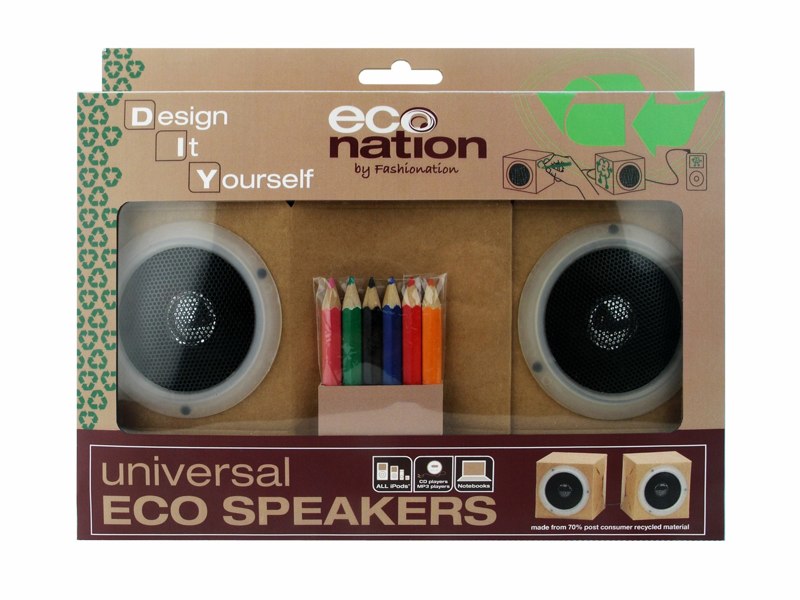 Design
It
Yourself
eco
nation
by Fashionation
universal
ECO SPEAKERS
ALL iPods™
CD players
MP3 players
Notebooks
made from 70% post consumer recycled material